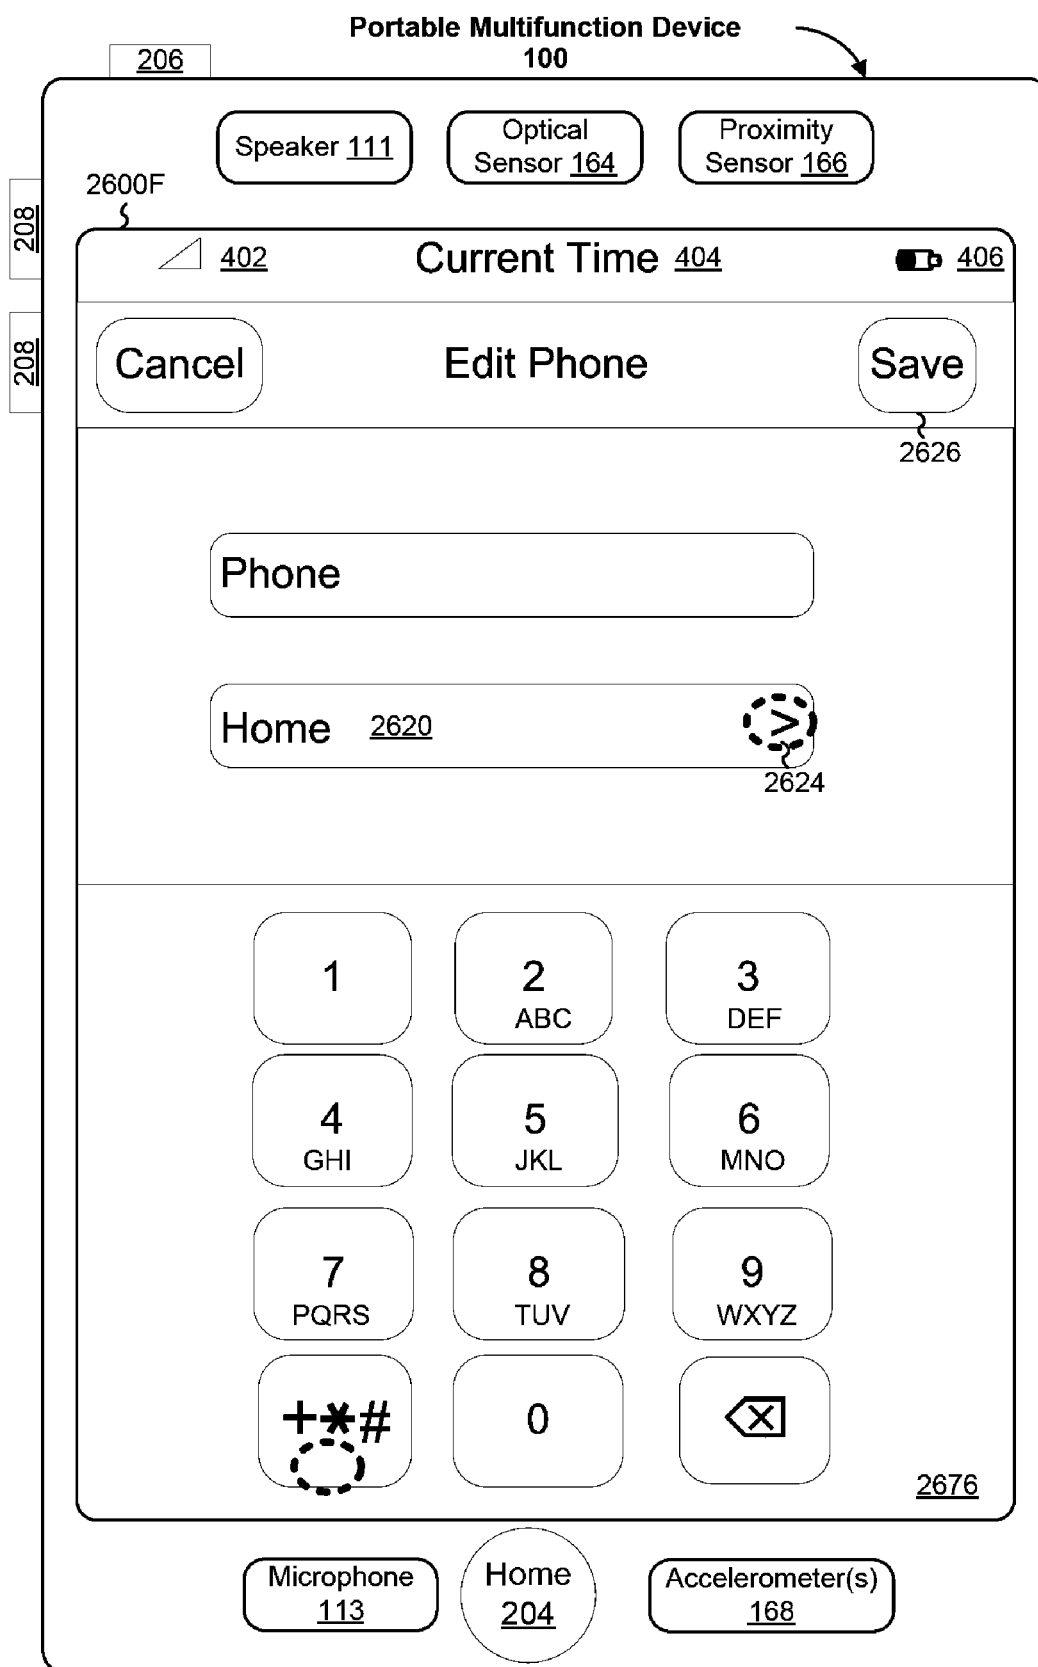 Portable Multifunction Device
100
206
Speaker 111
Optical
Sensor 164
Proximity
Sensor 166
2600F
208
402
Current Time 404
406
208
Cancel
Edit Phone
Save
2626
Phone
Home 2620 >
2624
1
2
ABC
3
DEF
4
GHI
5
JKL
6
MNO
7
PQRS
8
TUV
9
WXYZ
+*#
0
2676
Microphone
113
Home
204
Accelerometer(s)
168